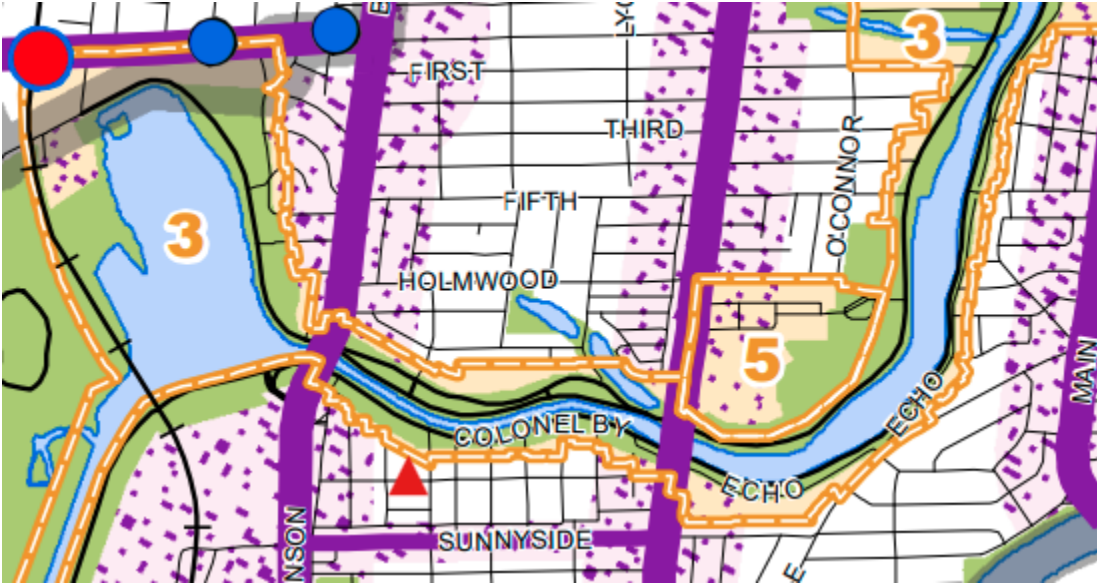 3
FIRST
THIRD
O'CONNOR
FIFTH
3
HOLMWOOD
5
MAIN
ECHO
COLONEL BY
ECHO
NSON
SUNNYSIDE